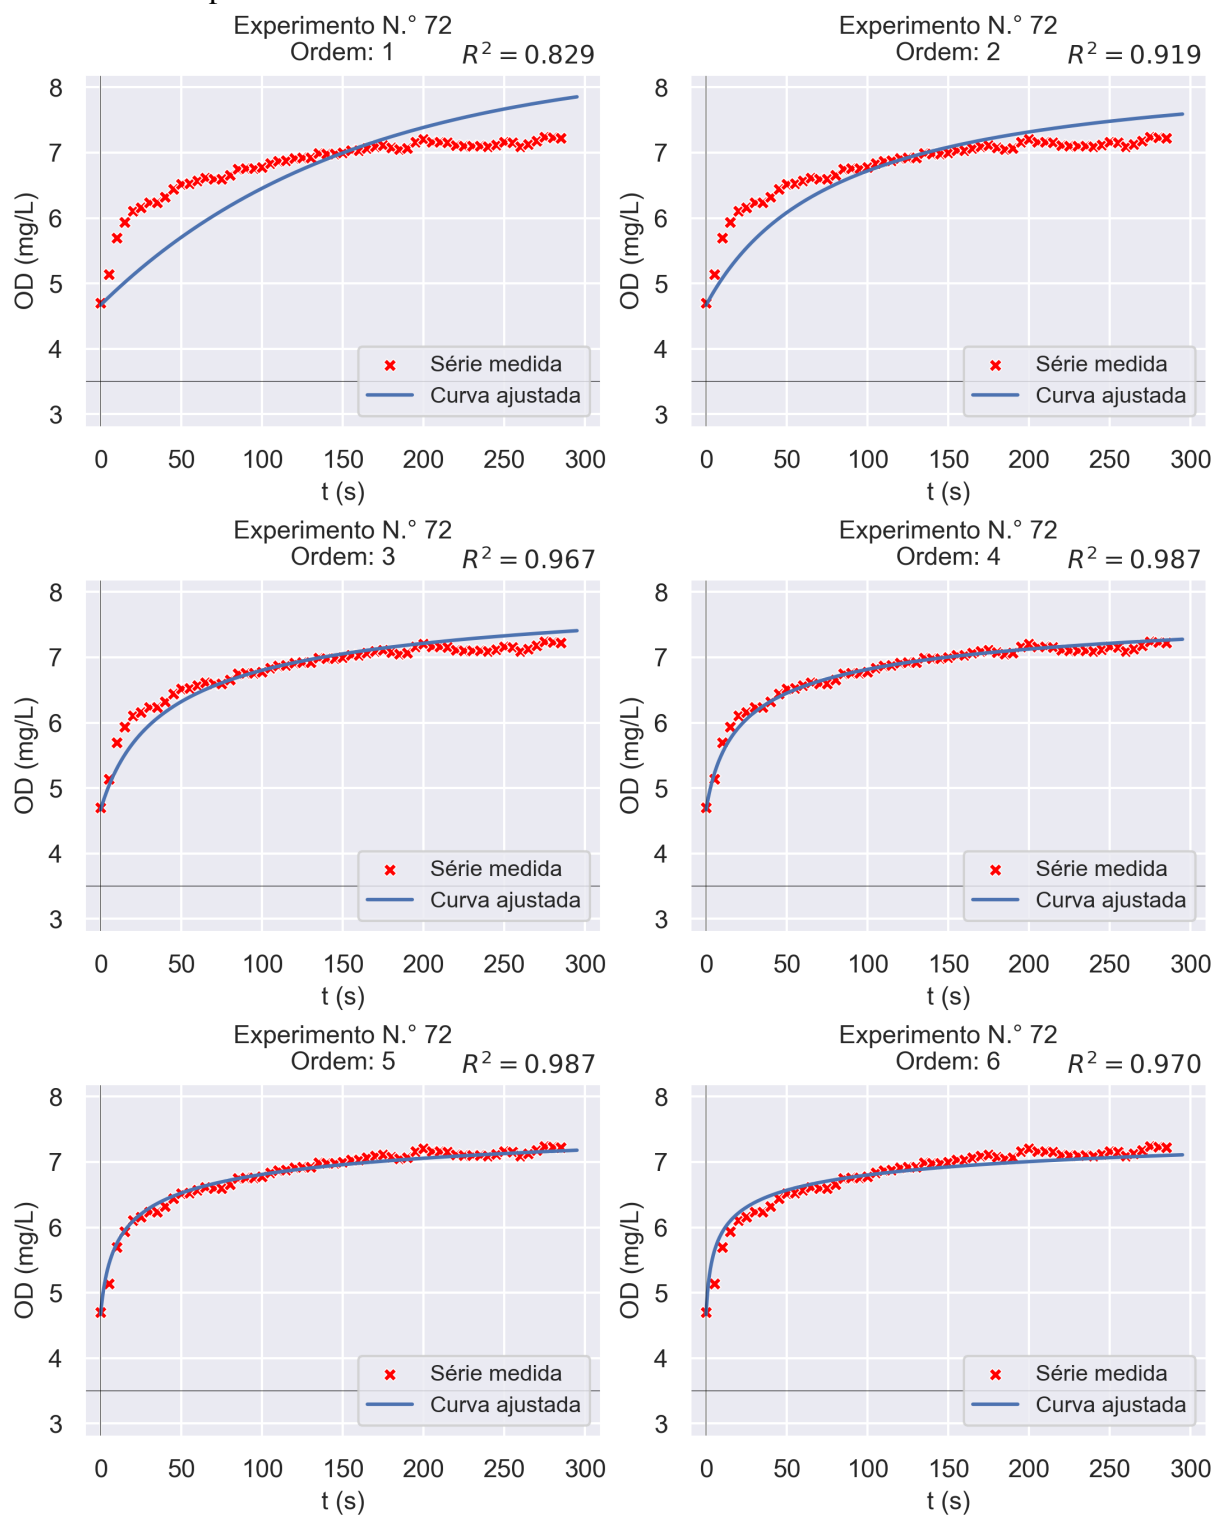 Experimento N.° 72
Ordem: 1 R² = 0.829
8
7
6
5
4
3
OD (mg/L)
Série medida
Curva ajustada
0 50 100 150 200 250 300
t (s)
Experimento N.° 72
Ordem: 2 R² = 0.919
8
7
6
5
4
3
OD (mg/L)
Série medida
Curva ajustada
0 50 100 150 200 250 300
t (s)
Experimento N.° 72
Ordem: 3 R² = 0.967
8
7
6
5
4
3
OD (mg/L)
Série medida
Curva ajustada
0 50 100 150 200 250 300
t (s)
Experimento N.° 72
Ordem: 4 R² = 0.987
8
7
6
5
4
3
OD (mg/L)
Série medida
Curva ajustada
0 50 100 150 200 250 300
t (s)
Experimento N.° 72
Ordem: 5 R² = 0.987
8
7
6
5
4
3
OD (mg/L)
Série medida
Curva ajustada
0 50 100 150 200 250 300
t (s)
Experimento N.° 72
Ordem: 6 R² = 0.970
8
7
6
5
4
3
OD (mg/L)
Série medida
Curva ajustada
0 50 100 150 200 250 300
t (s)